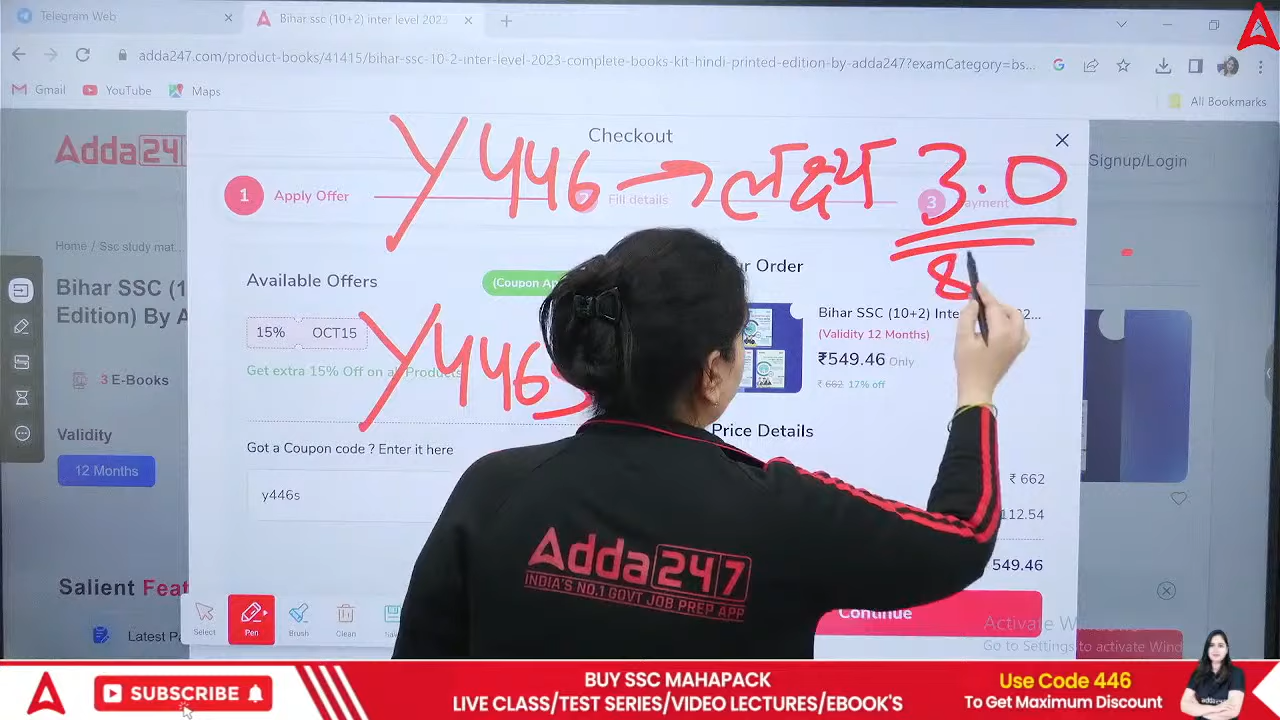 Telegram Web
Bihar ssc (10+2) inter level 2023
adda247.com/product-books/41415/bihar-ssc-10-2-inter-level-2023-complete-books-kit-hindi-printed-edition-by-adda247?examCategory=bs...
Gmail YouTube Maps
All Bookmarks
Adda24
Checkout
Signup/Login
Y446 → लक्ष्य 3.0
1 Apply Offer
2 Fill details
3
Home / Ssc study mat...
8
Bihar SSC (1
Edition) By A
Available Offers
(Coupon Ap
Order
15% OCT15
Bihar SSC (10+2)
(Validity 12 Months)
₹549.46 Only
₹ 662 17% off
Get extra 15% Off on all Products
Y446S
3 E-Books
Validity
12 Months
Price Details
Got a Coupon code ? Enter it here
y446s
₹ 662
112.54
549.46
Salient Feat
Continue
Select Pen Brush Clean
Latest
Activate
Go to Settings to activate Wind
Adda247
INDIA'S NO.1 GOVT JOB PREP APP
SUBSCRIBE
BUY SSC MAHAPACK
LIVE CLASS/TEST SERIES/VIDEO LECTURES/EBOOK'S
Use Code 446
To Get Maximum Discount